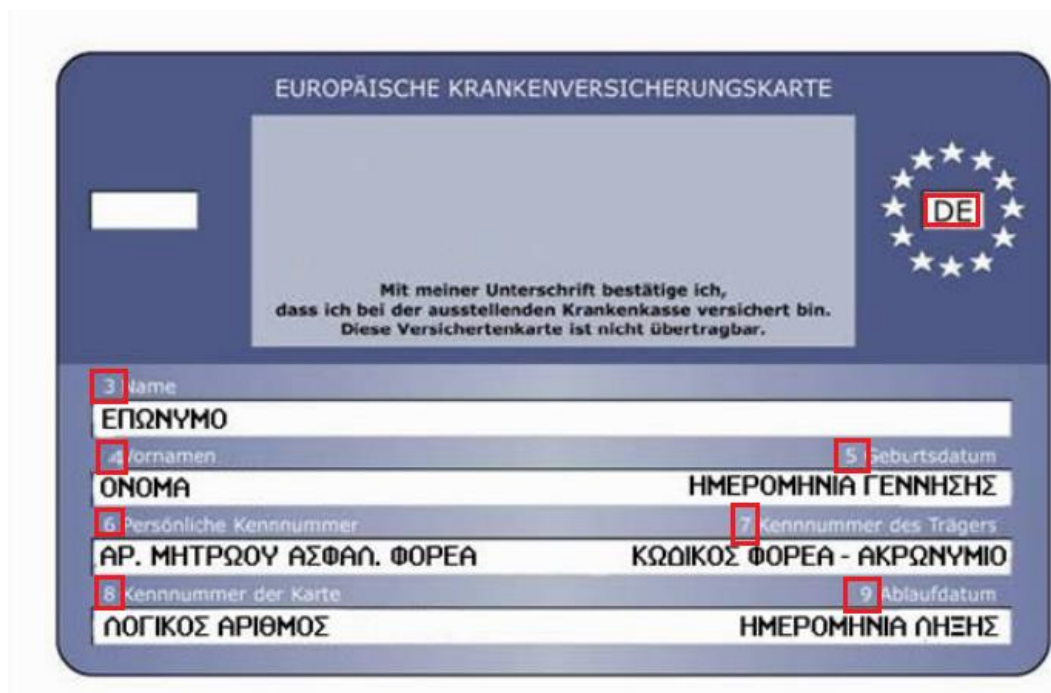 EUROPÄISCHE KRANKENVERSICHERUNGSKARTE
DE
Mit meiner Unterschrift bestätige ich,
dass ich bei der ausstellenden Krankenkasse versichert bin.
Diese Versichertenkarte ist nicht übertragbar.
3 Name
ΕΠΩΝΥΜΟ
4 Vornamen 5 Geburtsdatum
ΟΝΟΜΑ ΗΜΕΡΟΜΗΝΙΑ ΓΕΝΝΗΣΗΣ
6 Persönliche Kennnummer 7 Kennnummer des Trägers
ΑΡ. ΜΗΤΡΩΟΥ ΑΣΦΑΛ. ΦΟΡΕΑ ΚΩΔΙΚΟΣ ΦΟΡΕΑ - ΑΚΡΩΝΥΜΙΟ
8 Kennnummer der Karte 9 Ablaufdatum
ΛΟΓΙΚΟΣ ΑΡΙΘΜΟΣ ΗΜΕΡΟΜΗΝΙΑ ΛΗΞΗΣ